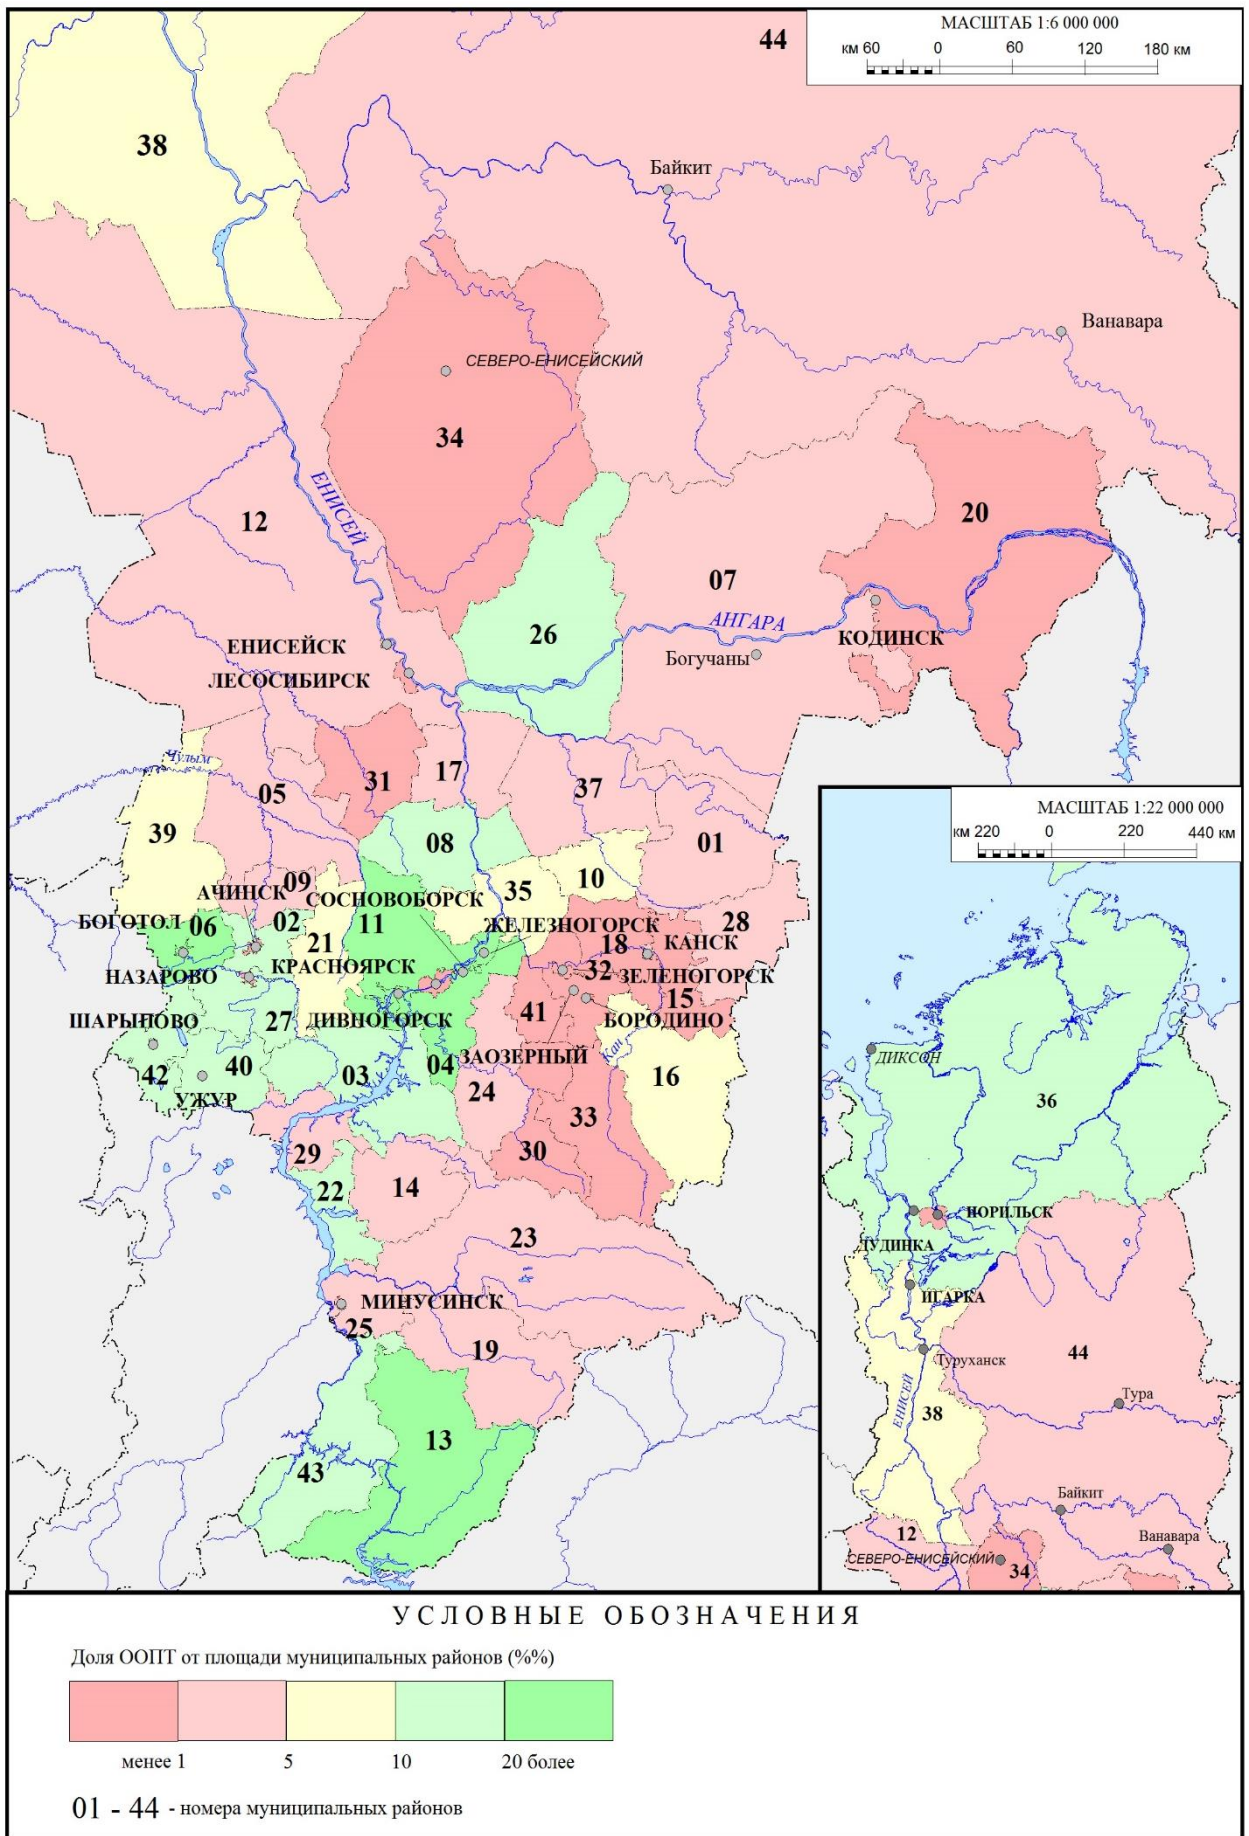 МАСШТАБ 1:6 000 000
км 60 0 60 120 180 км
44
38
Байкит
Ванавара
СЕВЕРО-ЕНИСЕЙСКИЙ
34
ЕНИСЕЙ
12
20
07
26
АНГАРА
КОДИНСК
Богучаны
ЕНИСЕЙСК
ЛЕСОСИБИРСК
Чулым
05
31
17
37
39
08
01
09
10
35
АЧИНСК
СОСНОВОБОРСК
БОГОТОЛ
06
02
11
ЖЕЛЕЗНОГОРСК
28
21
18
КАНСК
НАЗАРОВО
КРАСНОЯРСК
32
ЗЕЛЕНОГОРСК
15
ШАРЫПОВО
27
ДИВНОГОРСК
41
БОРОДИНО
ЗАОЗЕРНЫЙ
Кан
42
40
03
04
16
УЖУР
24
33
29
30
22
14
23
МИНУСИНСК
25
19
13
43
МАСШТАБ 1:22 000 000
км 220 0 220 440 км
ДИКСОН
36
НОРИЛЬСК
ДУДИНКА
ИГАРКА
Туруханск
44
ЕНИСЕЙ
Тура
38
Байкит
12
Ванавара
СЕВЕРО-ЕНИСЕЙСКИЙ
34
УСЛОВНЫЕ ОБОЗНАЧЕНИЯ
Доля ООПТ от площади муниципальных районов (%%)
менее 1 5 10 20 более
01 - 44 - номера муниципальных районов